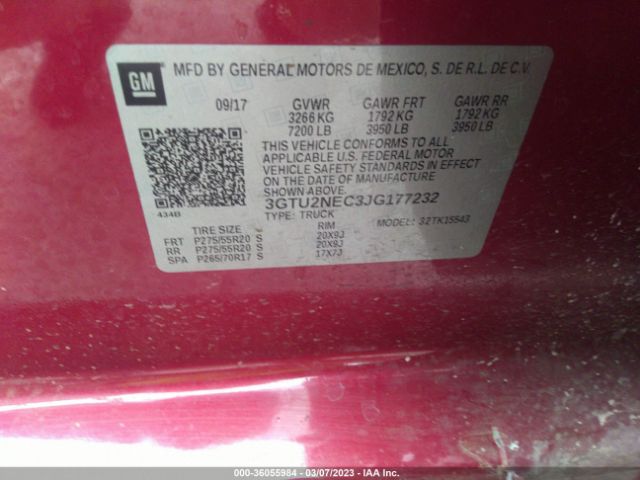 GM
MFD BY GENERAL MOTORS DE MEXICO, S. DE R.L. DE C.V.
09/17 GVWR GAWR FRT GAWR RR
3266 KG 1792 KG 1792 KG
7200 LB 3950 LB 3950 LB
THIS VEHICLE CONFORMS TO ALL
APPLICABLE U.S. FEDERAL MOTOR
VEHICLE SAFETY STANDARDS IN
EFFECT ON THE DATE OF MANUFACTURE
SHOWN ABOVE.
3GTU2NEC3JG177232
TYPE: TRUCK MODEL: 32TK15543
434B
TIRE SIZE RIM
FRT P275/55R20 S 20X9J
RR P275/55R20 S 20X9J
SPA P265/70R17 S 17X7J
000-36055984 - 03/07/2023 - IAA Inc.